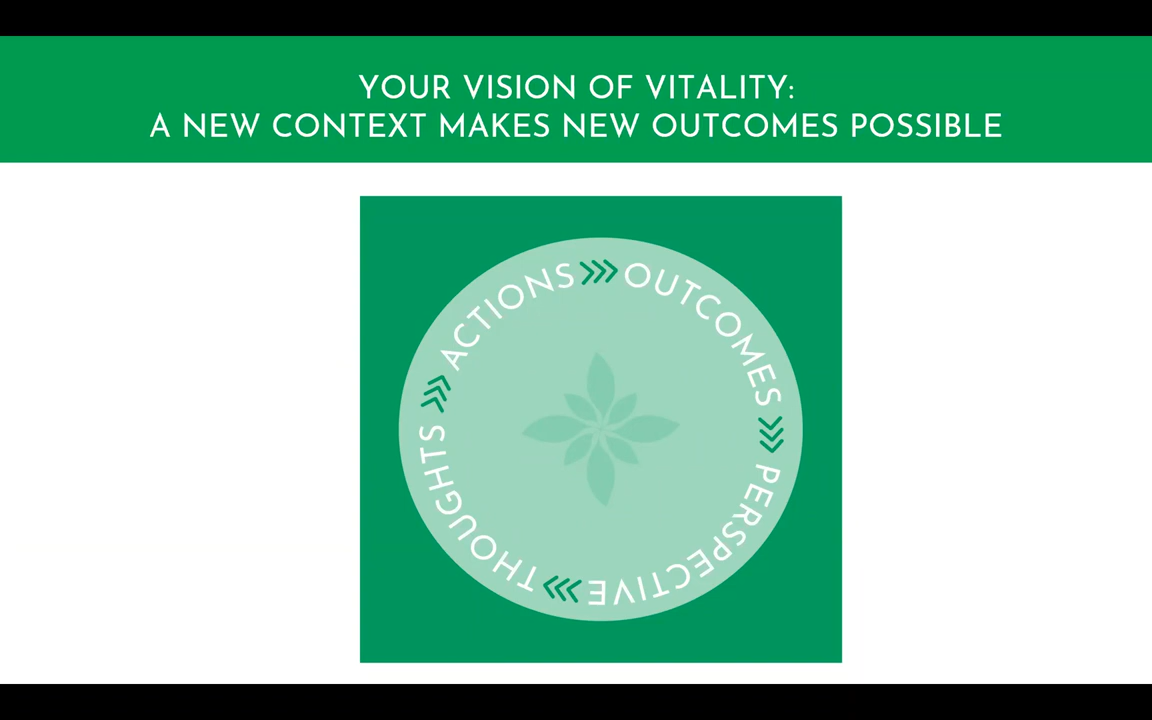 YOUR VISION OF VITALITY:
A NEW CONTEXT MAKES NEW OUTCOMES POSSIBLE
ACTIONS
OUTCOMES
PERSPECTIVE
THOUGHTS